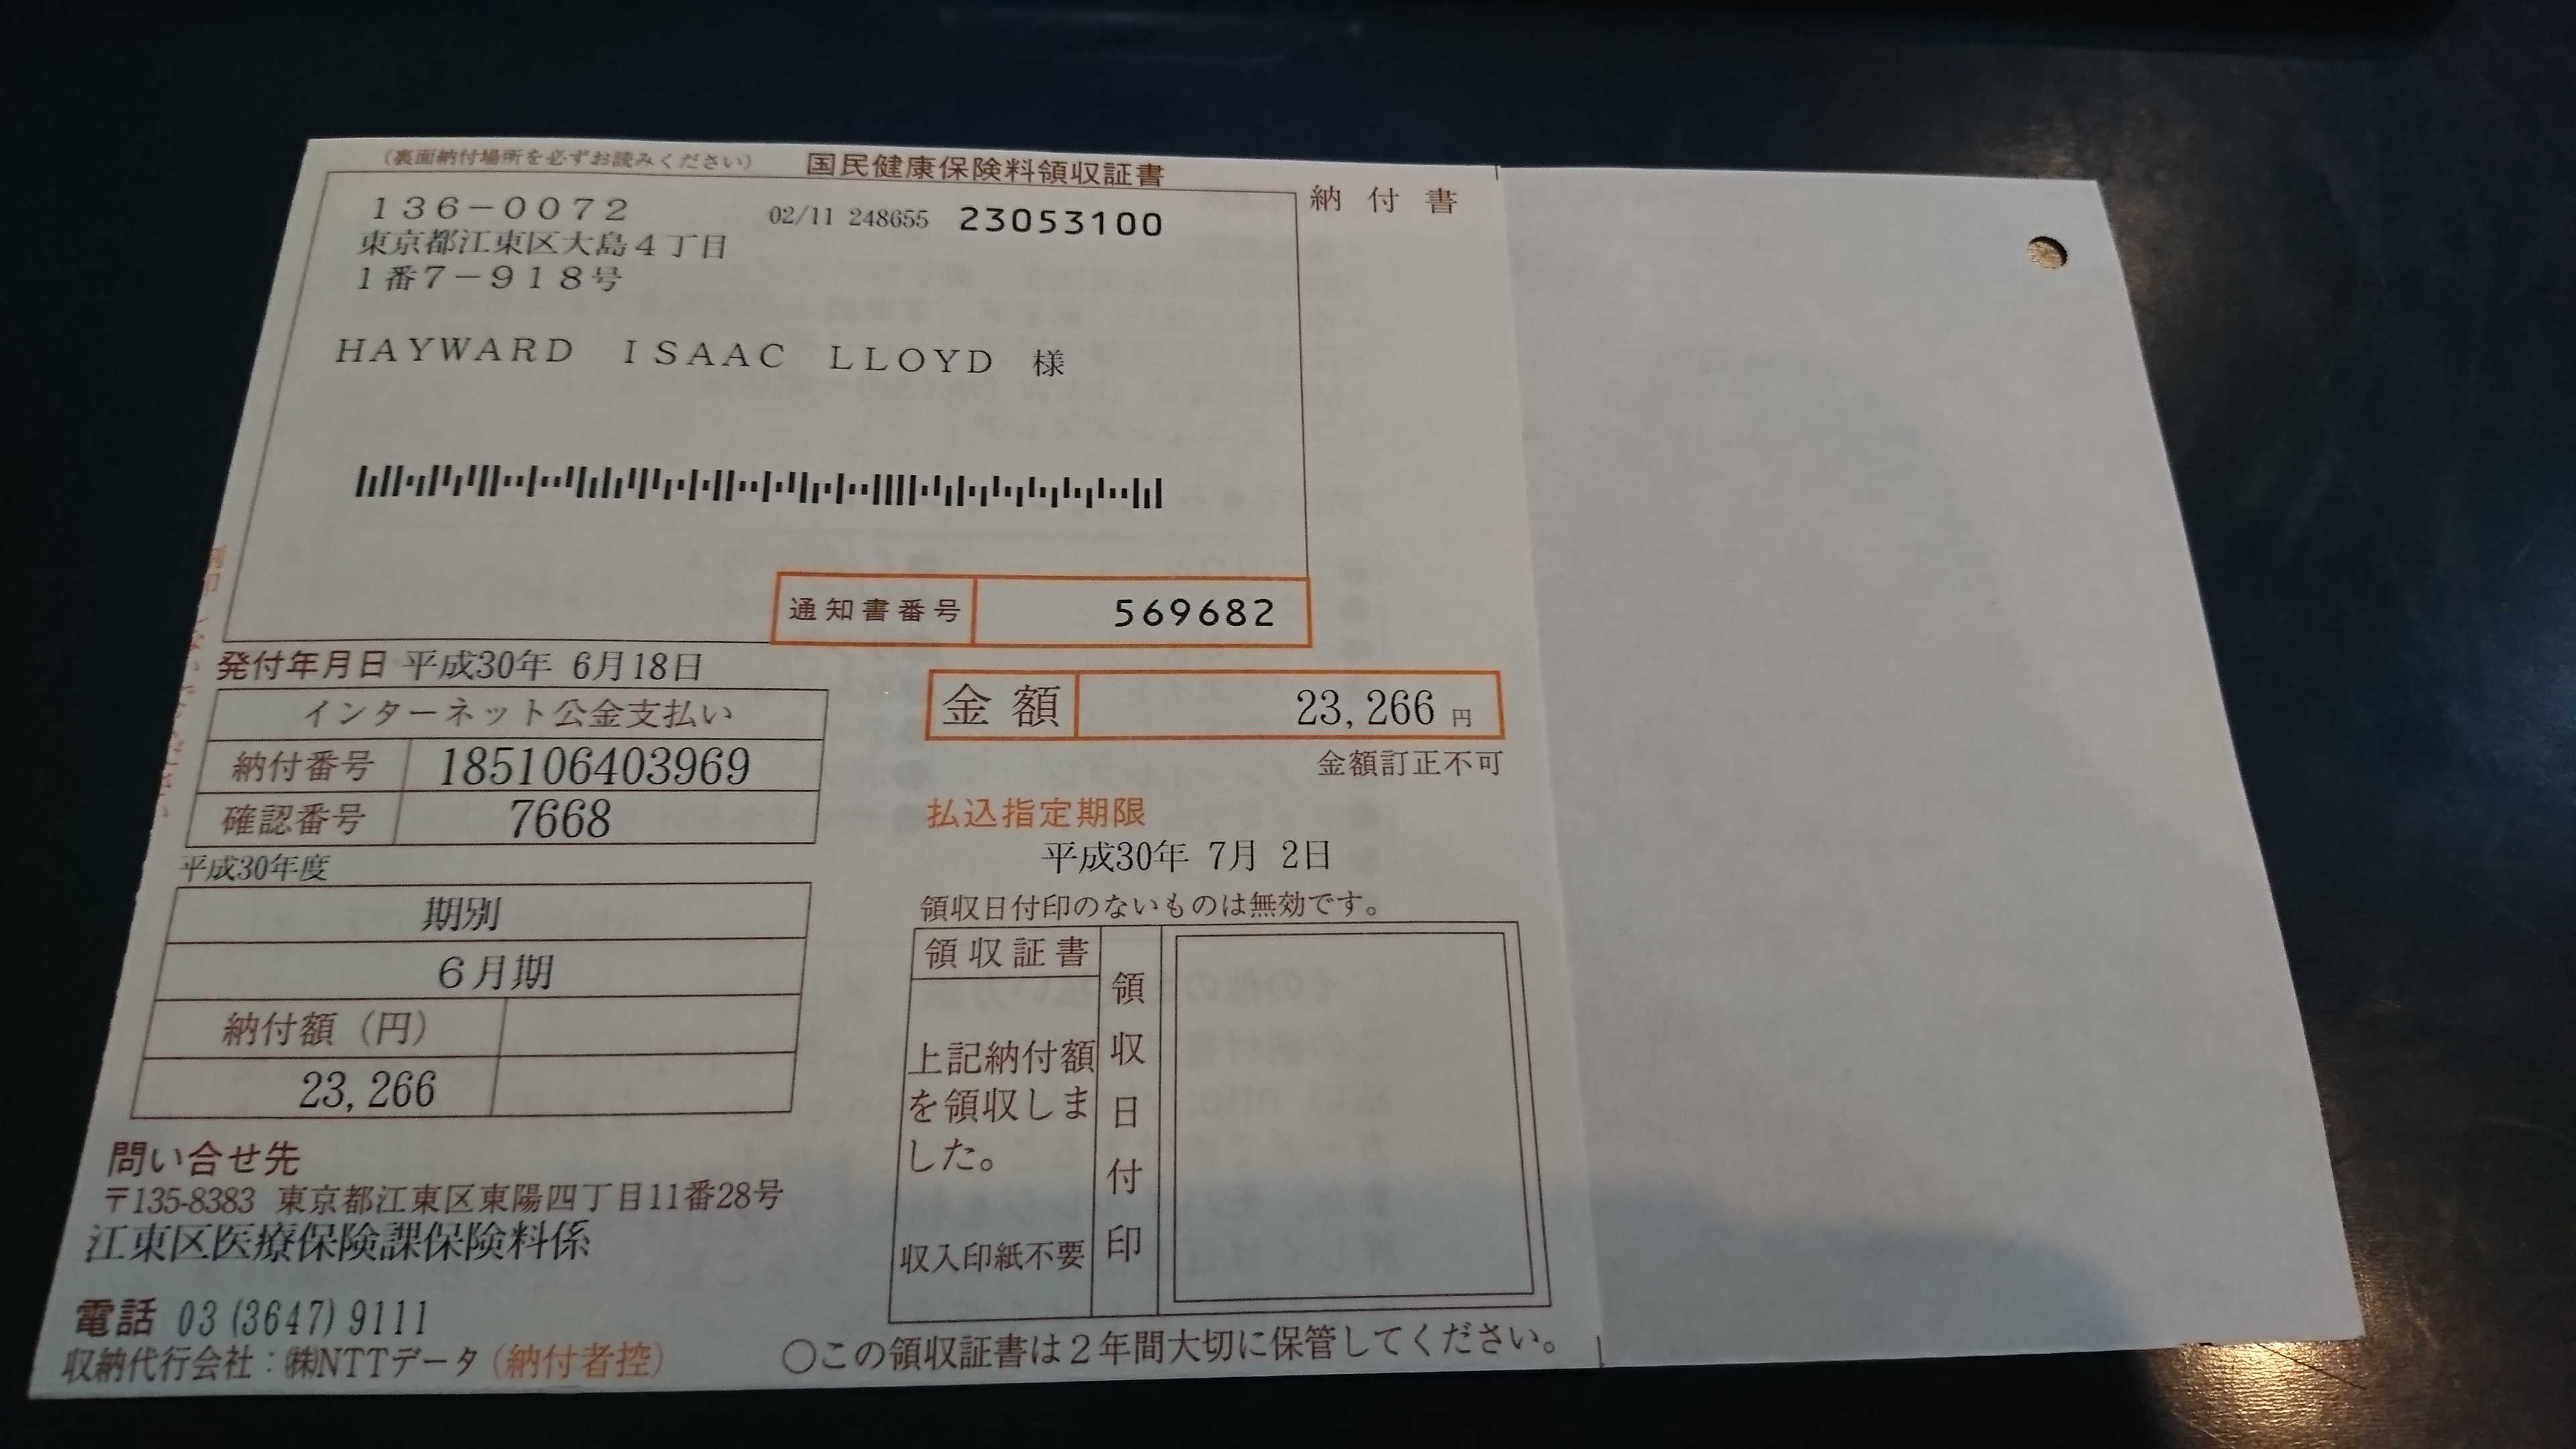 (裏面納付場所を必ずお読みください) 国民健康保険料領収証書
納付書
136-0072
02/11 248655 23053100
東京都江東区大島4丁目
1番7-918号
HAYWARD ISAAC LLOYD 様
通知書番号 569682
発付年月日 平成30年 6月18日
インターネット公金支払い
納付番号 185106403969
確認番号 7668
金額 23,266 円
金額訂正不可
払込指定期限
平成30年 7月 2日
平成30年度
期別
6月期
納付額(円)
23,266
領収日付印のないものは無効です。
領収証書
上記納付額
を領収しま
した。
収入印紙不要
領収日付印
問い合せ先
〒135-8383 東京都江東区東陽四丁目11番28号
江東区医療保険課保険料係
電話 03(3647)9111
収納代行会社:㈱NTTデータ(納付者控)
○この領収証書は2年間大切に保管してください。